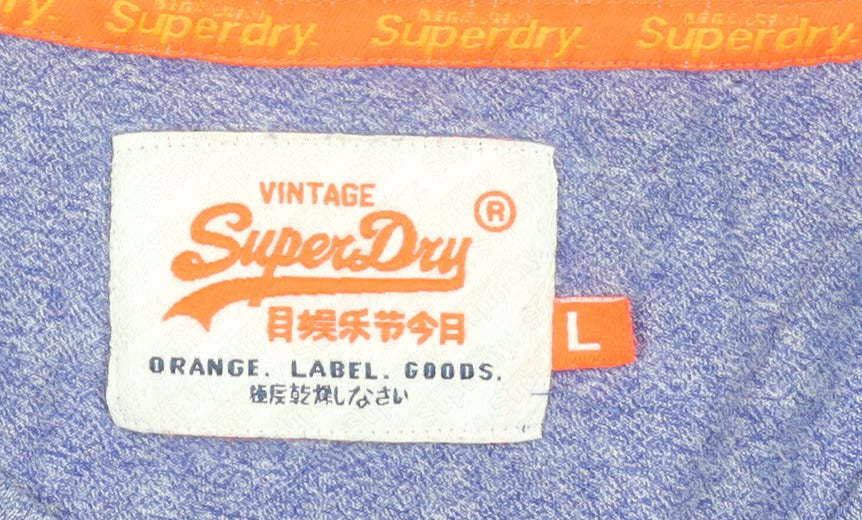 Superdry.
Superdry.
Superdry.
VINTAGE
SuperDry
®
目娯乐节今日
L
ORANGE. LABEL. GOODS.
極度乾燥しなさい